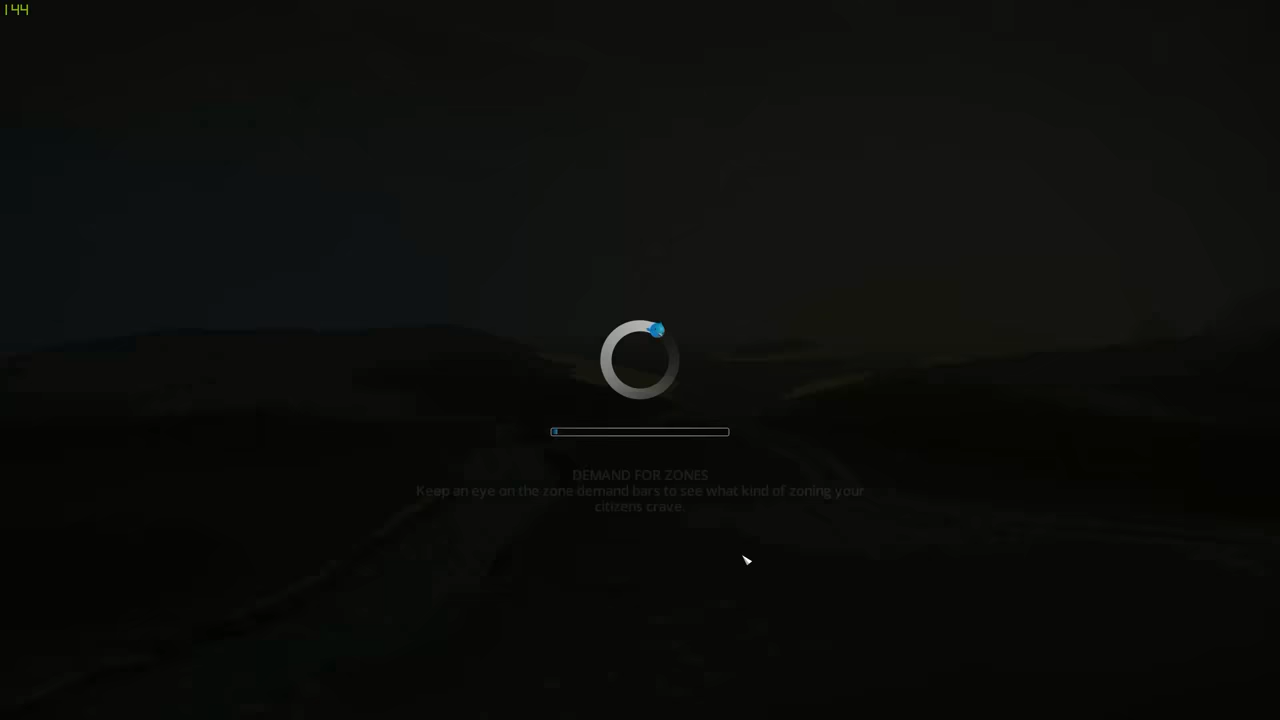 144
DEMAND FOR ZONES
Keep an eye on the zone demand bars to see what kind of zoning your
citizens crave.